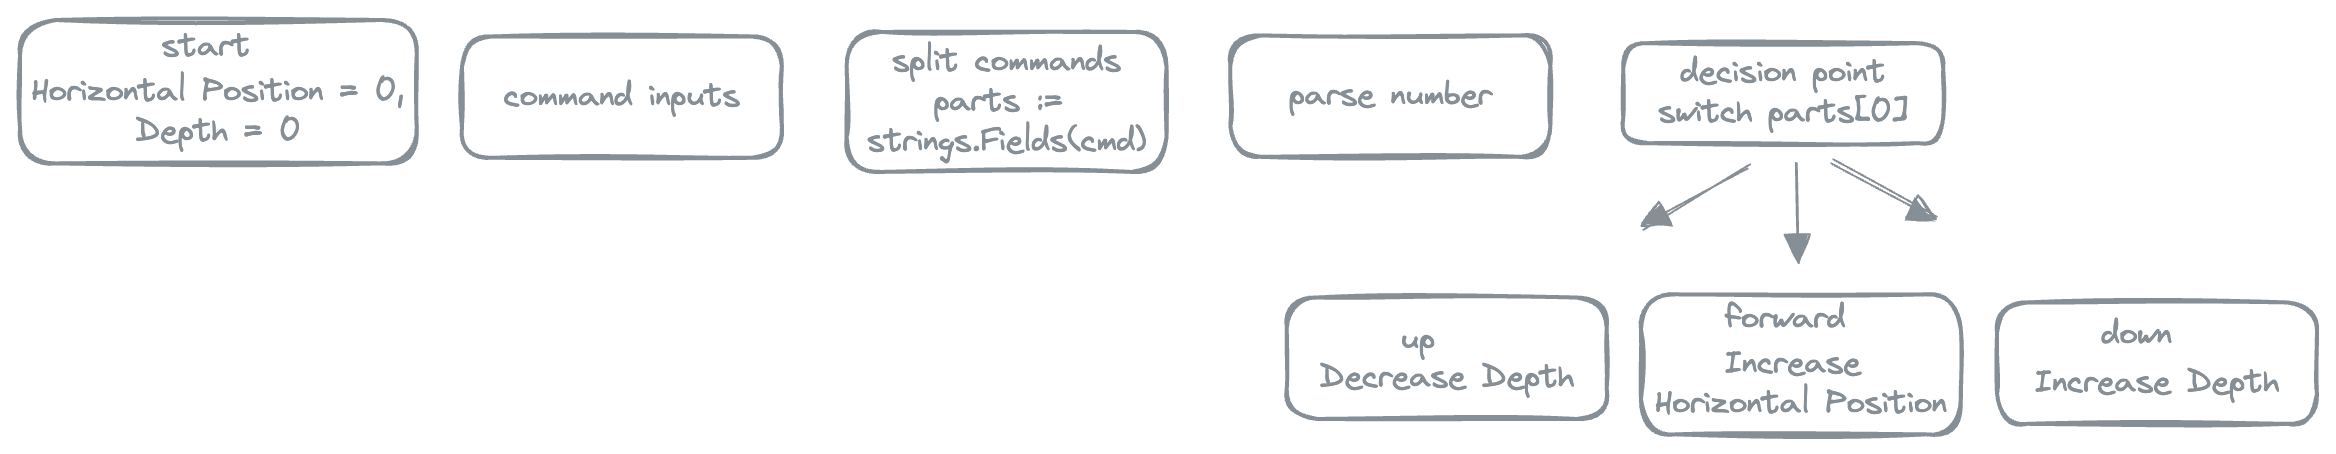 start
Horizontal Position = 0,
Depth = 0
command inputs
split commands
parts :=
strings.Fields(cmd)
parse number
decision point
switch parts[0]
up
Decrease Depth
forward
Increase
Horizontal Position
down
Increase Depth